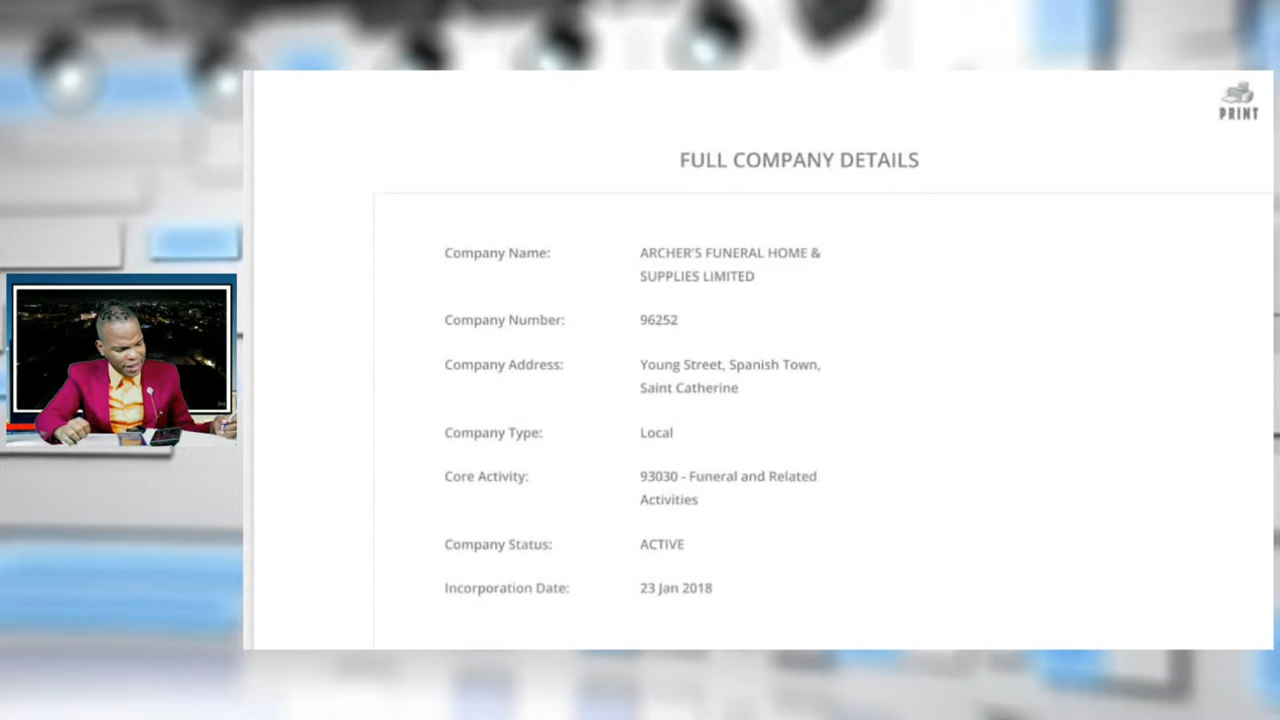 PRINT
FULL COMPANY DETAILS
Company Name: ARCHER'S FUNERAL HOME &
SUPPLIES LIMITED
Company Number: 96252
Company Address: Young Street, Spanish Town,
Saint Catherine
Company Type: Local
Core Activity: 93030 - Funeral and Related
Activities
Company Status: ACTIVE
Incorporation Date: 23 Jan 2018